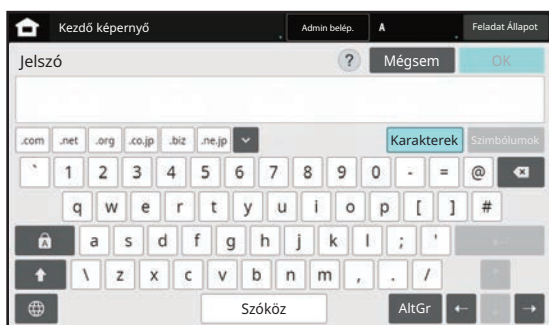 Kezdő képernyő Admin belép. A Feladat Állapot
Jelszó ? Mégsem OK
.com .net .org .co.jp .biz .ne.jp Karakterek Szimbólumok
` 1 2 3 4 5 6 7 8 9 0 - = @
q w e r t y u i o p [ ] #
A a s d f g h j k l ; '
\ z x c v b n m , . /
Szóköz AltGr ← ↓ →